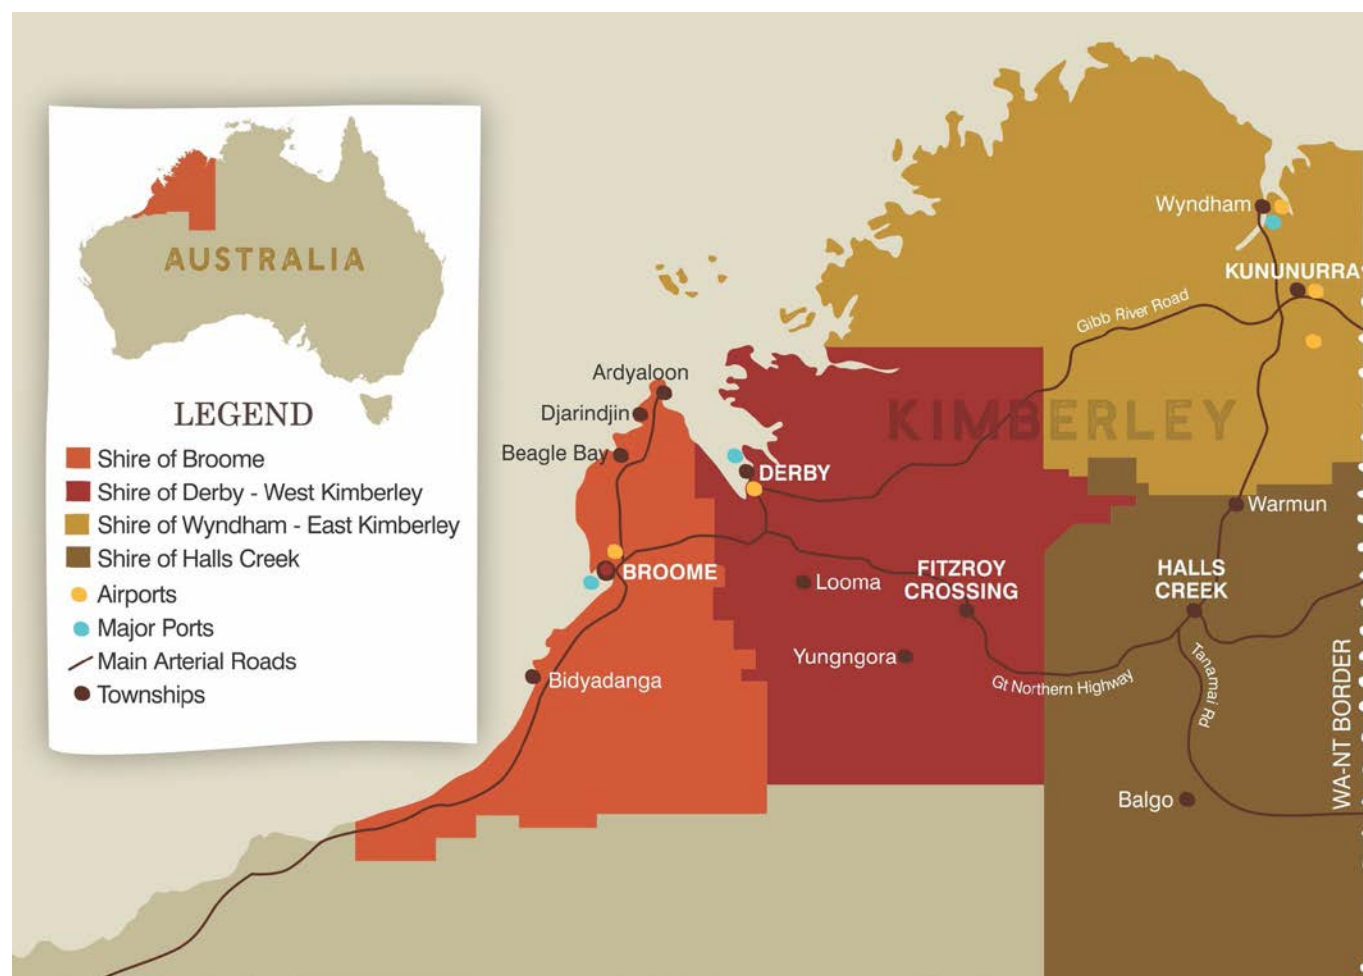 AUSTRALIA
LEGEND
Shire of Broome
Shire of Derby - West Kimberley
Shire of Wyndham - East Kimberley
Shire of Halls Creek
Airports
Major Ports
Main Arterial Roads
Townships
Wyndham
KUNUNURRA
Gibb River Road
KIMBERLEY
Ardyaloon
Djarindjin
Beagle Bay
DERBY
Warmun
BROOME
Looma
FITZROY
CROSSING
HALLS
CREEK
Yungngora
Bidyadanga
Gt Northern Highway
Tanamai Rd
WA-NT BORDER
Balgo